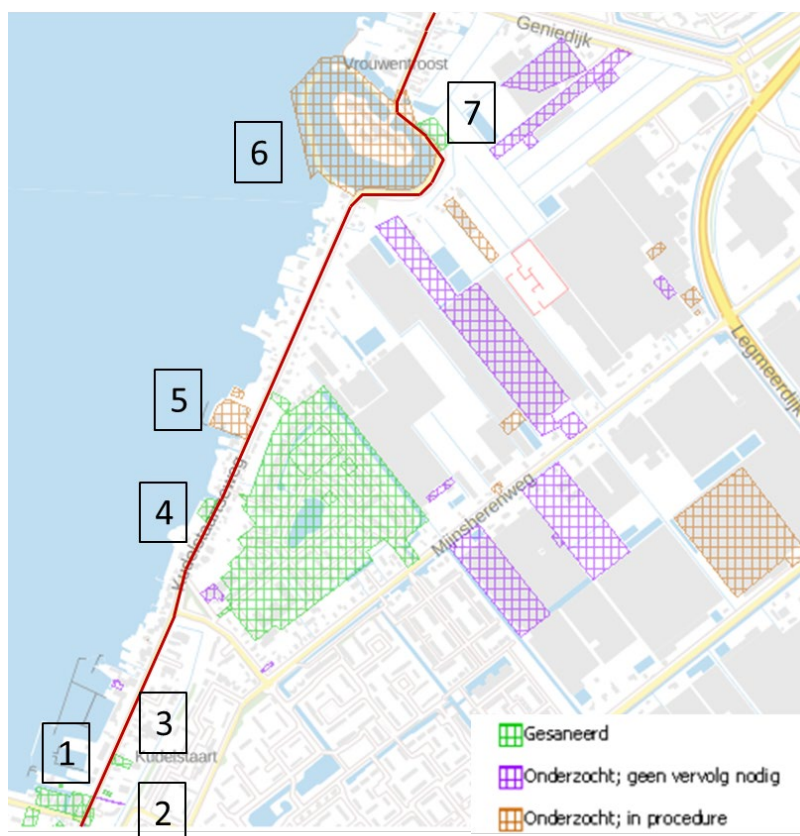 Geniedijk
Vrouwentroost
7
6
5
Legmeerdijk
4
Kudelstaartseweg
Mijnsherenweg
3
1
Kudelstaart
2
Gesaneerd
Onderzocht; geen vervolg nodig
Onderzocht; in procedure